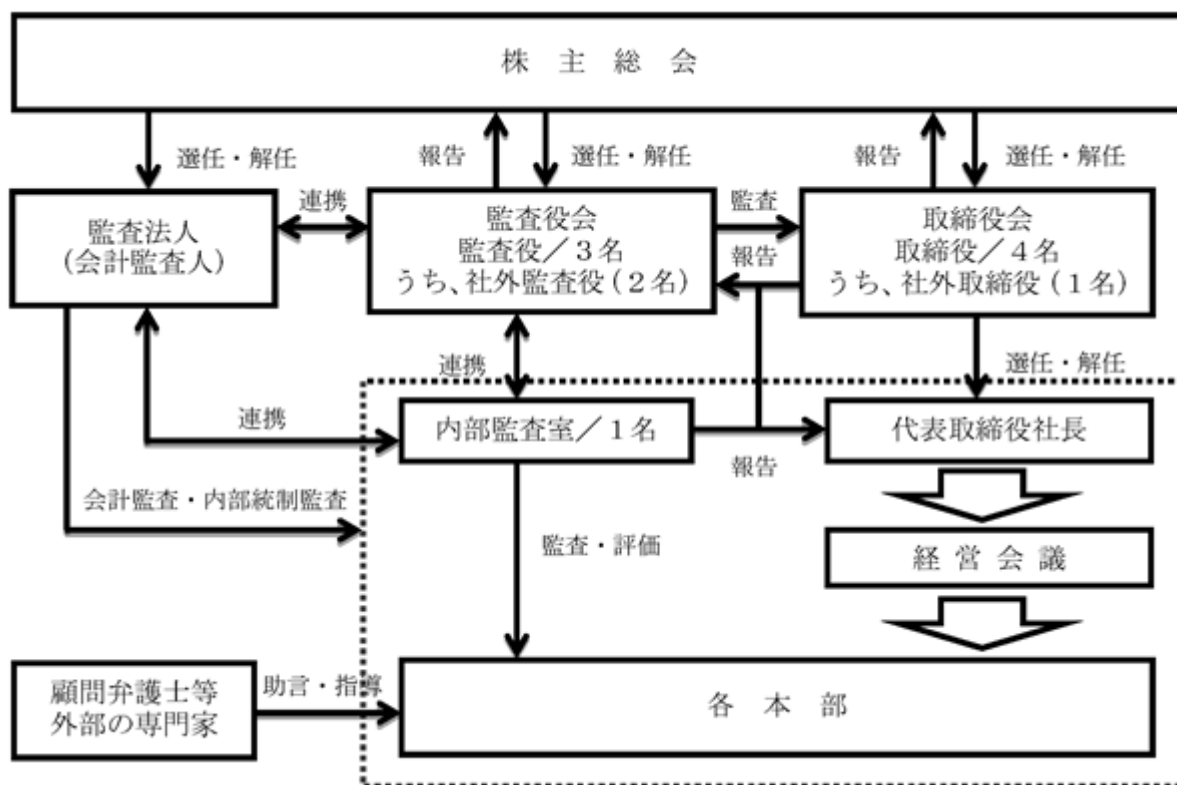 株主総会
選任・解任
報告
選任・解任
報告
選任・解任
監査法人
(会計監査人)
連携
監査役会
監査役／３名
うち、社外監査役(２名)
監査
報告
取締役会
取締役／４名
うち、社外取締役(１名)
連携
選任・解任
連携
内部監査室／１名
報告
代表取締役社長
会計監査・内部統制監査
監査・評価
経営会議
顧問弁護士等
外部の専門家
助言・指導
各本部